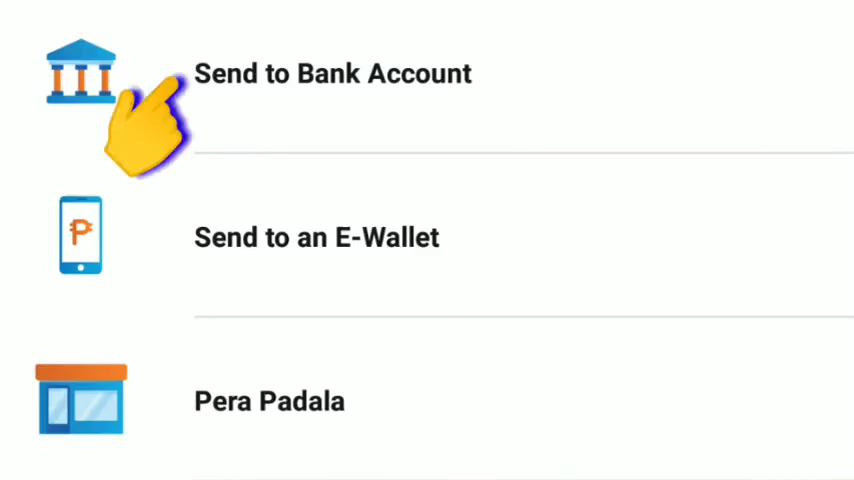 Send to Bank Account
Send to an E-Wallet
Pera Padala